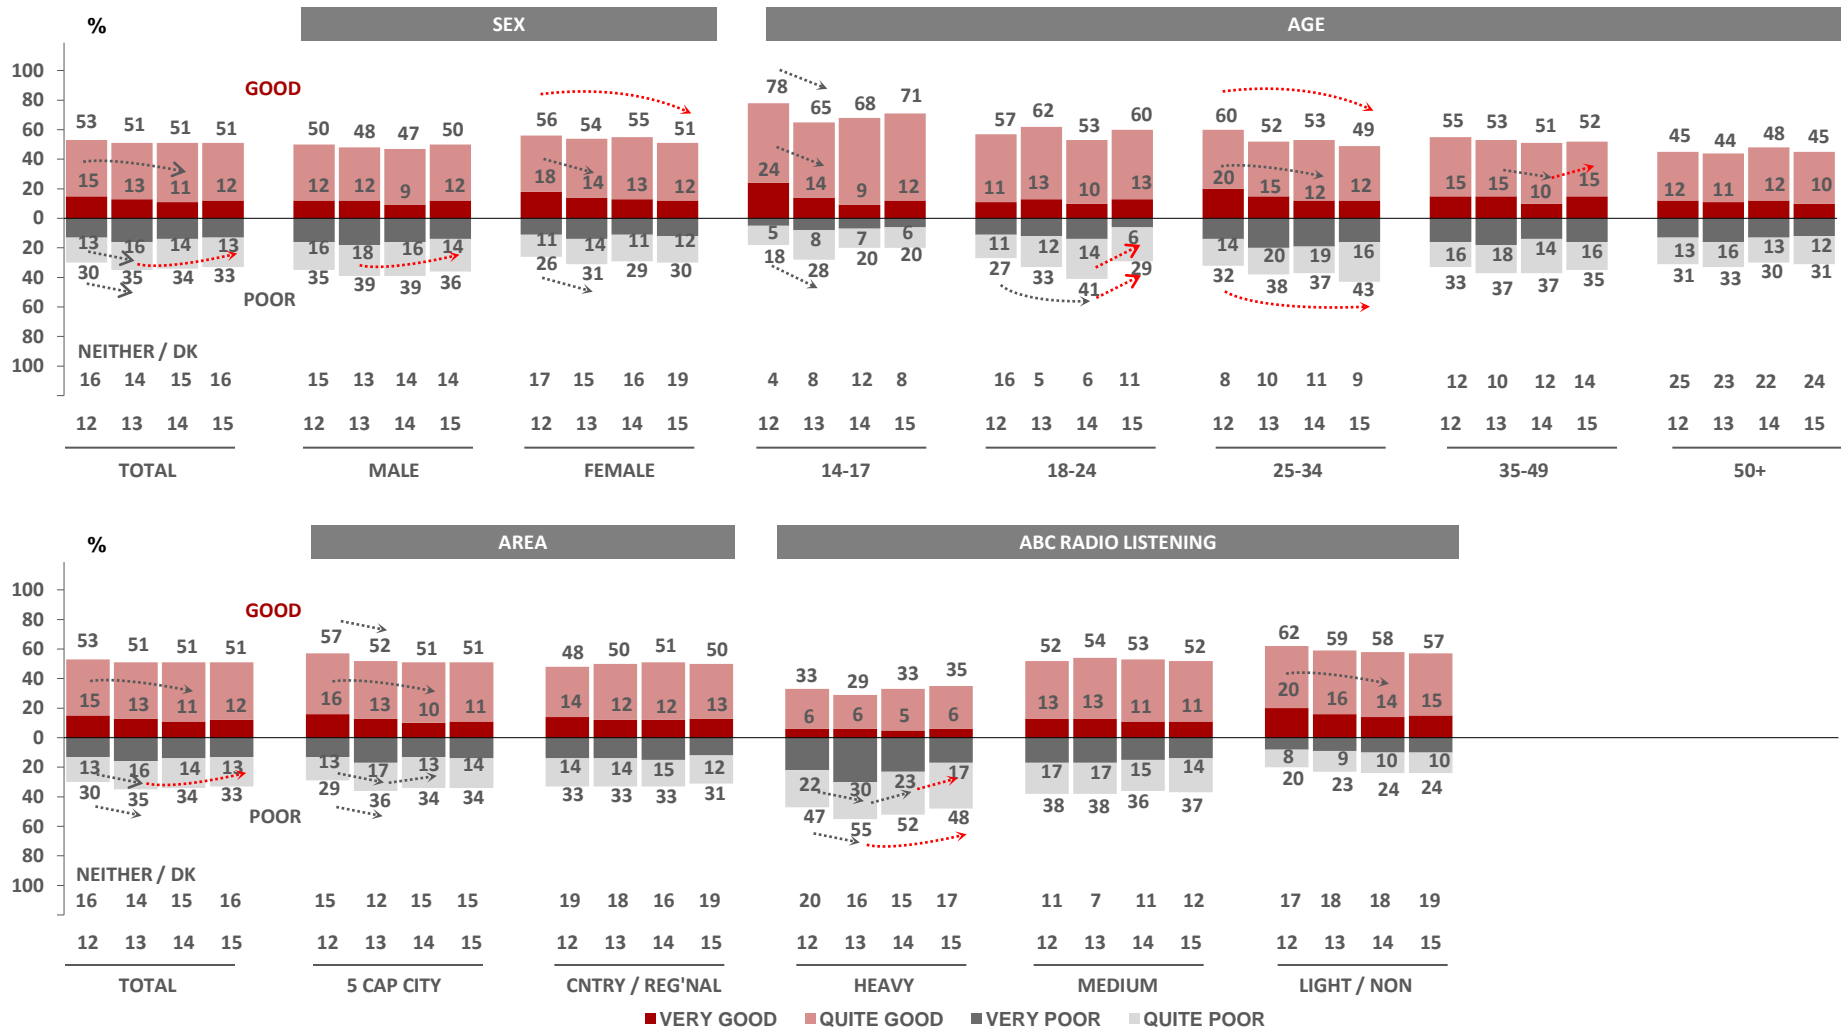 %
SEX
AGE
100
80
60
40
20
0
20
40
60
80
100
GOOD
POOR
NEITHER / DK
53 51 51 51
15 13 11 12
13 16 14 13
30 35 34 33
16 14 15 16
12 13 14 15
TOTAL
50 48 47 50
12 12 9 12
16 18 16 14
35 39 39 36
15 13 14 14
12 13 14 15
MALE
56 54 55 51
18 14 13 12
11 14 11 12
26 31 29 30
17 15 16 19
12 13 14 15
FEMALE
78 65 68 71
24 14 9 12
5 8 7 6
18 28 20 20
4 8 12 8
12 13 14 15
14-17
57 62 53 60
11 13 10 13
11 12 14 6
27 33 41 29
16 5 6 11
12 13 14 15
18-24
60 52 53 49
20 15 12 12
14 20 19 16
32 38 37 43
8 10 11 9
12 13 14 15
25-34
55 53 51 52
15 15 10 15
16 18 14 16
33 37 37 35
12 10 12 14
12 13 14 15
35-49
45 44 48 45
12 11 12 10
13 16 13 12
31 33 30 31
25 23 22 24
12 13 14 15
50+
%
AREA
ABC RADIO LISTENING
100
80
60
40
20
0
20
40
60
80
100
GOOD
POOR
NEITHER / DK
53 51 51 51
15 13 11 12
13 16 14 13
30 35 34 33
16 14 15 16
12 13 14 15
TOTAL
57 52 51 51
16 13 10 11
13 17 13 14
29 36 34 34
15 12 15 15
12 13 14 15
5 CAP CITY
48 50 51 50
14 12 12 13
14 14 15 12
33 33 33 31
19 18 16 19
12 13 14 15
CNTRY / REG'NAL
33 29 33 35
6 6 5 6
22 30 23 17
47 55 52 48
20 16 15 17
12 13 14 15
HEAVY
52 54 53 52
13 13 11 11
17 17 15 14
38 38 36 37
11 7 11 12
12 13 14 15
MEDIUM
62 59 58 57
20 16 14 15
8 9 10 10
20 23 24 24
17 18 18 19
12 13 14 15
LIGHT / NON
VERY GOOD QUITE GOOD VERY POOR QUITE POOR